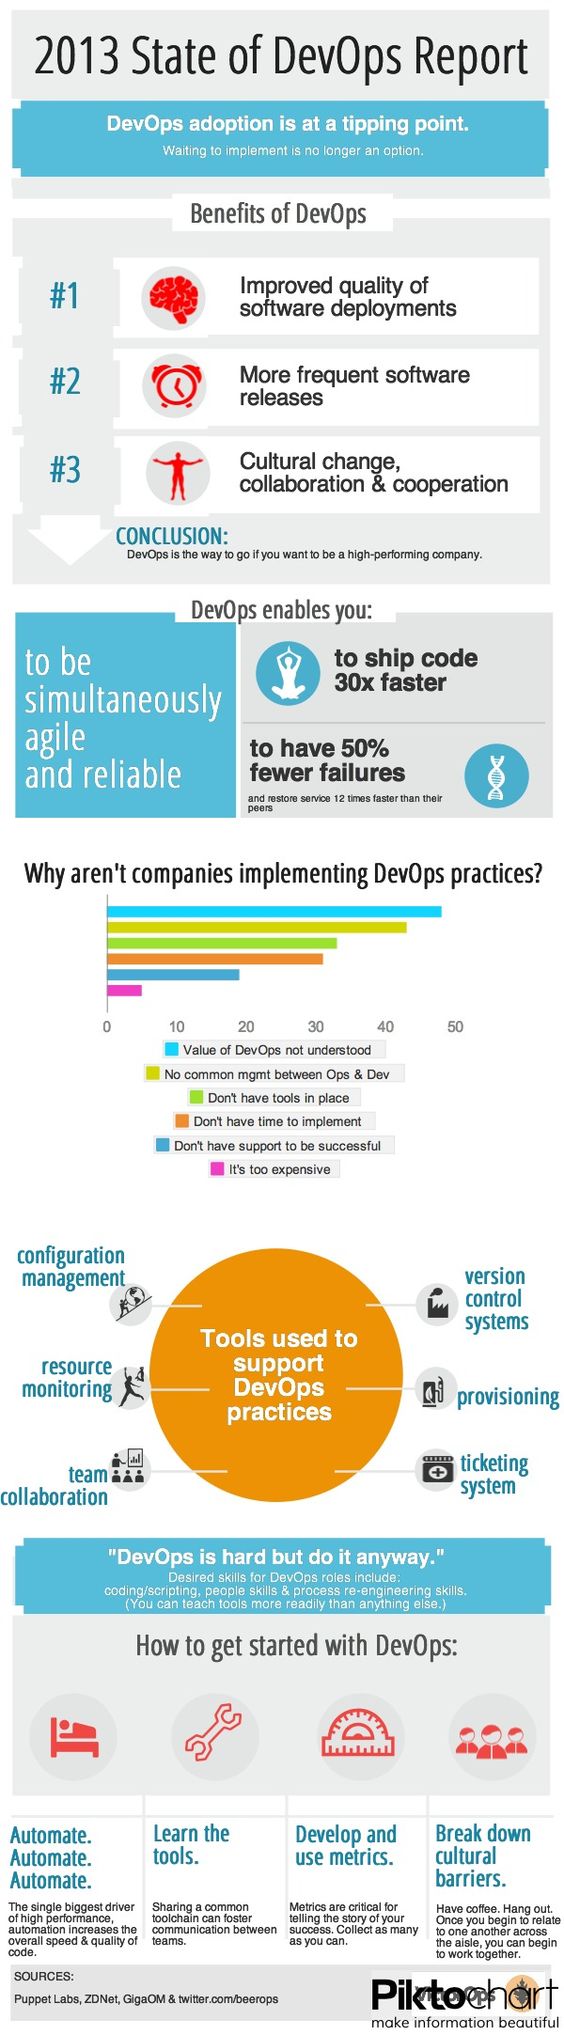 2013 State of DevOps Report
DevOps adoption is at a tipping point.
Waiting to implement is no longer an option.
Benefits of DevOps
#1
Improved quality of
software deployments
#2
More frequent software
releases
#3
Cultural change,
collaboration & cooperation
CONCLUSION:
DevOps is the way to go if you want to be a high-performing company.
DevOps enables you:
to be
simultaneously
agile
and reliable
to ship code
30x faster
to have 50%
fewer failures
and restore service 12 times faster than their
peers
Why aren't companies implementing DevOps practices?
0 10 20 30 40 50
Value of DevOps not understood
No common mgmt between Ops & Dev
Don't have tools in place
Don't have time to implement
Don't have support to be successful
It's too expensive
Tools used to
support
DevOps
practices
configuration
management
resource
monitoring
team
collaboration
version
control
systems
provisioning
ticketing
system
"DevOps is hard but do it anyway."
Desired skills for DevOps roles include:
coding/scripting, people skills & process re-engineering skills.
(You can teach tools more readily than anything else.)
How to get started with DevOps:
Automate.
Automate.
Automate.
The single biggest driver
of high performance,
automation increases the
overall speed & quality of
code.
Learn the
tools.
Sharing a common
toolchain can foster
communication between
teams.
Develop and
use metrics.
Metrics are critical for
telling the story of your
success. Collect as many
as you can.
Break down
cultural
barriers.
Have coffee. Hang out.
Once you begin to relate
to one another across
the aisle, you can begin
to work together.
SOURCES:
Puppet Labs, ZDNet, GigaOM & twitter.com/beerops
Piktochart
make information beautiful